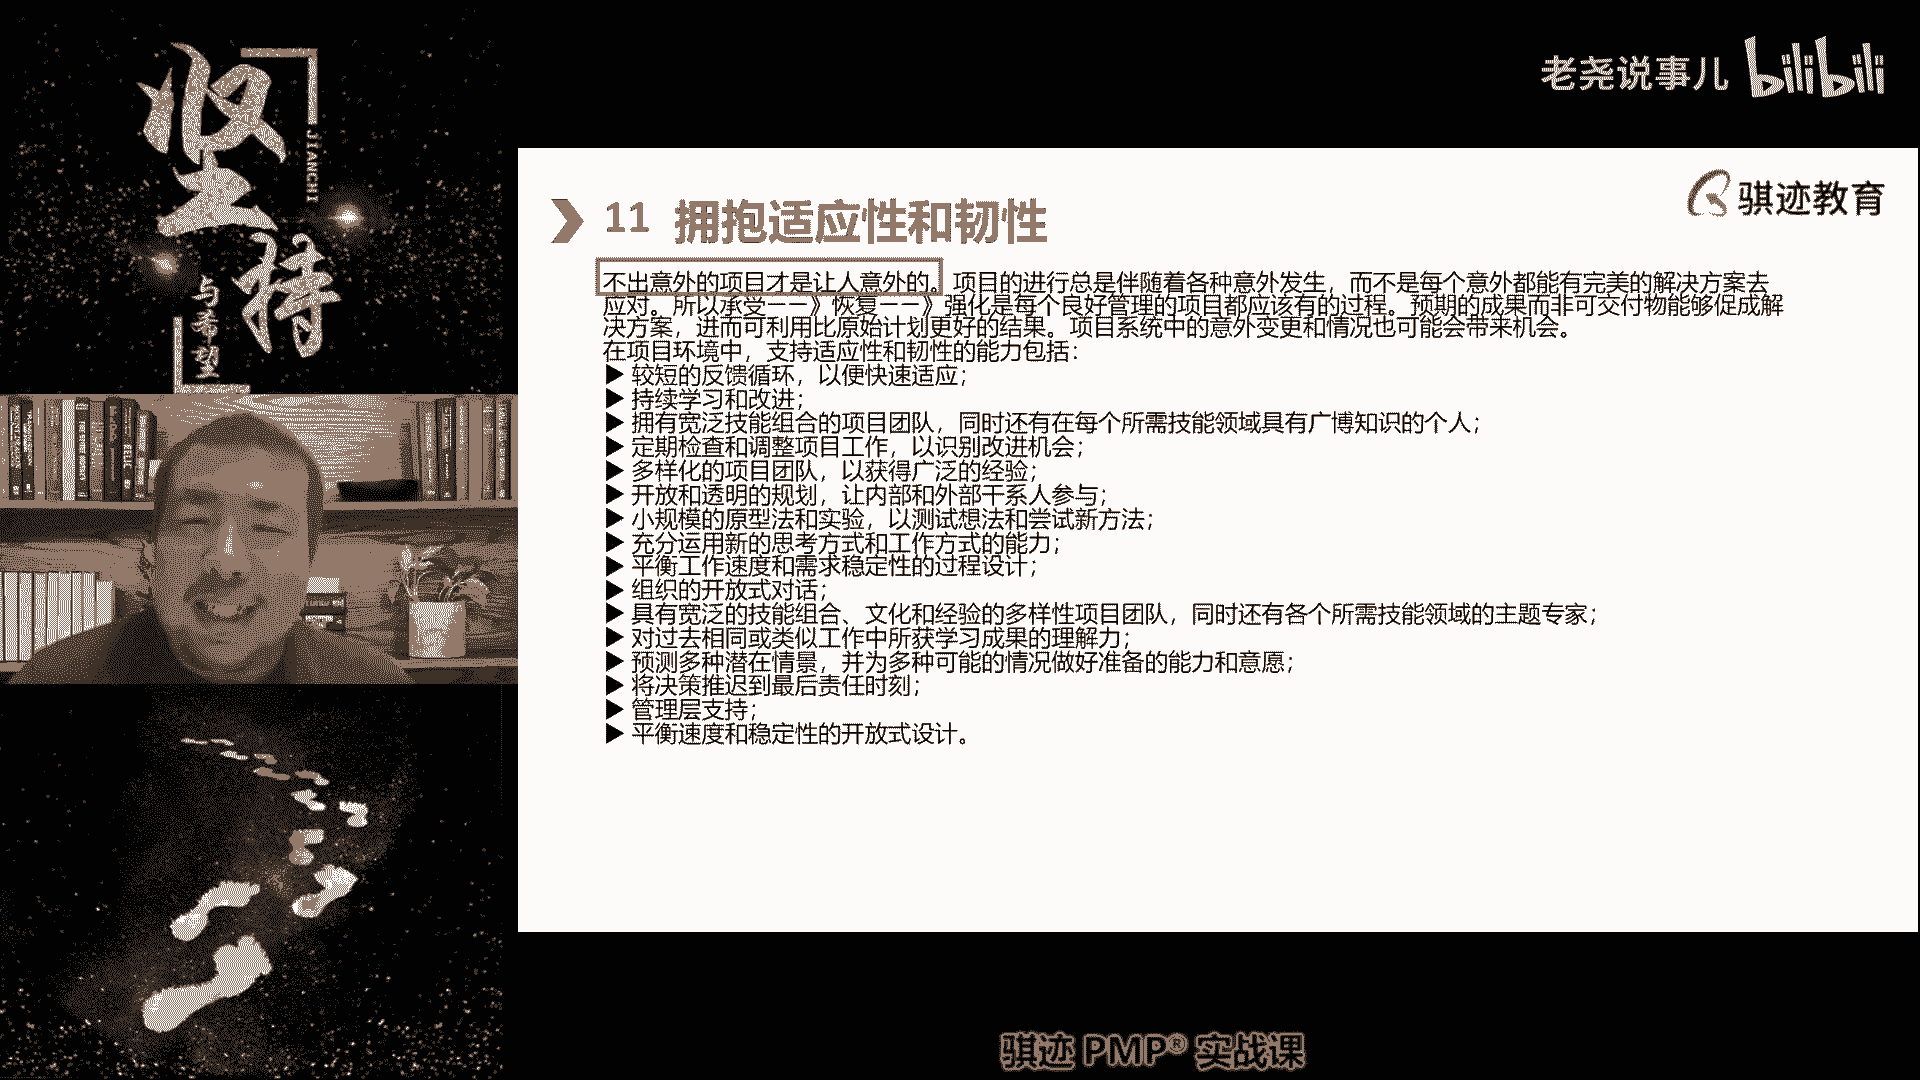 坚持
JIANCHI
与希望
老尧说事儿 bilibili
骐迹教育
11 拥抱适应性和韧性
不出意外的项目才是让人意外的。项目的进行总是伴随着各种意外发生，而不是每个意外都能有完美的解决方案去
应对。所以承受——》恢复——》强化是每个良好管理的项目都应该有的过程。预期的成果而非可交付物能够促成解
决方案，进而可利用比原始计划更好的结果。项目系统中的意外变更和情况也可能会带来机会。
在项目环境中，支持适应性和韧性的能力包括：
▶ 较短的反馈循环，以便快速适应；
▶ 持续学习和改进；
▶ 拥有宽泛技能组合的项目团队，同时还有在每个所需技能领域具有广博知识的个人；
▶ 定期检查和调整项目工作，以识别改进机会；
▶ 多样化的项目团队，以获得广泛的经验；
▶ 开放和透明的规划，让内部和外部干系人参与；
▶ 小规模的原型法和实验，以测试想法和尝试新方法；
▶ 充分运用新的思考方式和工作方式的能力；
▶ 平衡工作速度和需求稳定性的过程设计；
▶ 组织的开放式对话；
▶ 具有宽泛的技能组合、文化和经验的多样性项目团队，同时还有各个所需技能领域的主题专家；
▶ 对过去相同或类似工作中所获学习成果的理解力；
▶ 预测多种潜在情景，并为多种可能的情况做好准备的能力和意愿；
▶ 将决策推迟到最后责任时刻；
▶ 管理层支持；
▶ 平衡速度和稳定性的开放式设计。
骐迹 PMP® 实战课